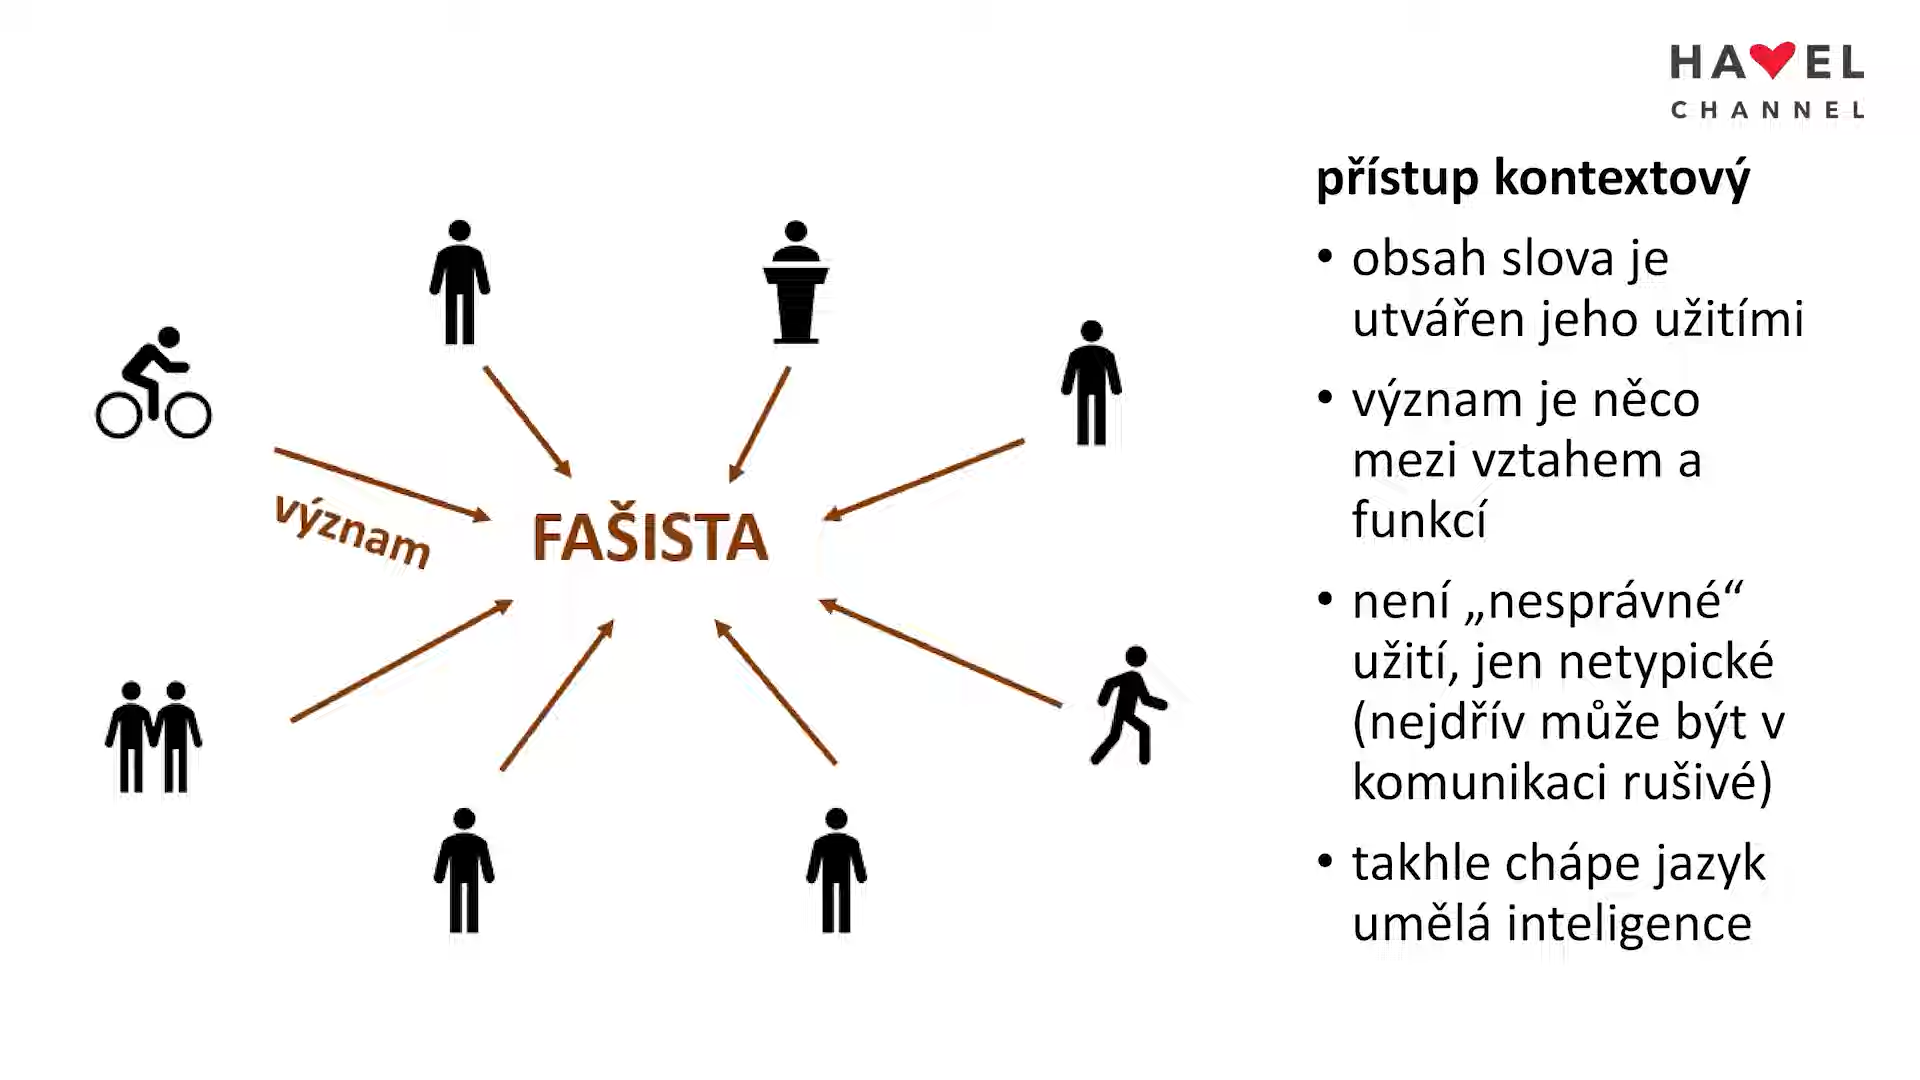 HAVEL
CHANNEL
přístup kontextový
• obsah slova je
utvářen jeho užitími
• význam je něco
mezi vztahem a
funkcí
• není „nesprávné“
užití, jen netypické
(nejdřív může být v
komunikaci rušivé)
• takhle chápe jazyk
umělá inteligence
význam
FAŠISTA